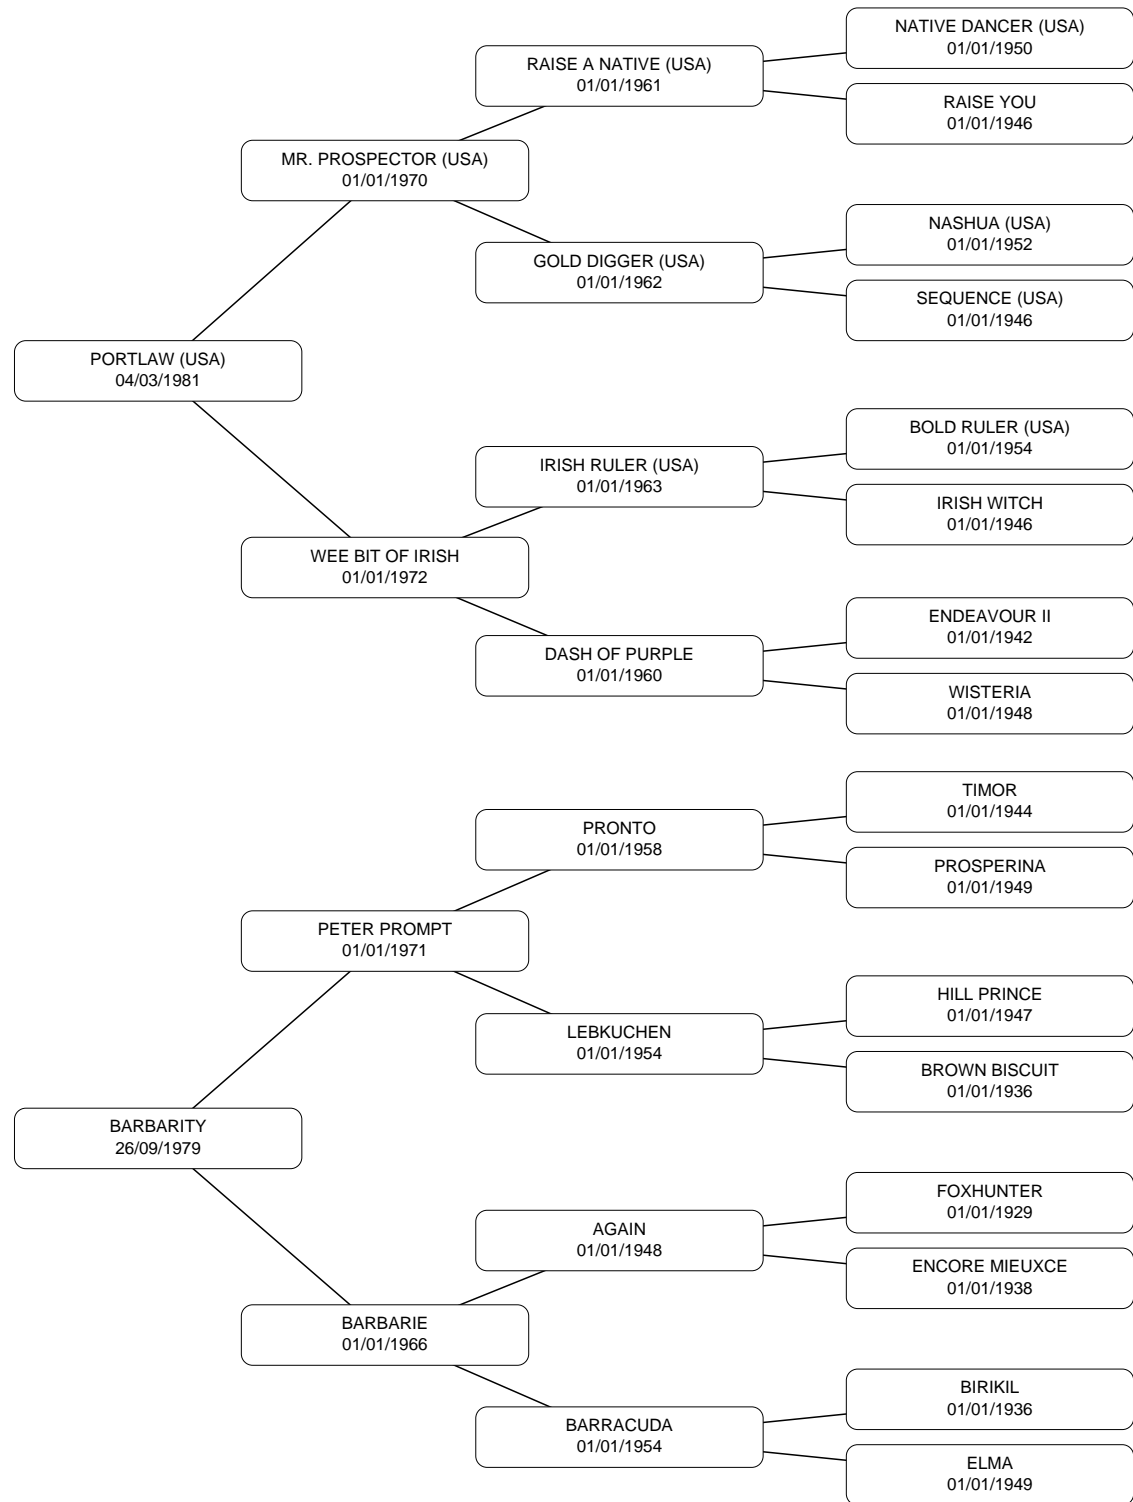 NATIVE DANCER (USA)
01/01/1950
RAISE A NATIVE (USA)
01/01/1961
RAISE YOU
01/01/1946
MR. PROSPECTOR (USA)
01/01/1970
NASHUA (USA)
01/01/1952
GOLD DIGGER (USA)
01/01/1962
SEQUENCE (USA)
01/01/1946
PORTLAW (USA)
04/03/1981
BOLD RULER (USA)
01/01/1954
IRISH RULER (USA)
01/01/1963
IRISH WITCH
01/01/1946
WEE BIT OF IRISH
01/01/1972
ENDEAVOUR II
01/01/1942
DASH OF PURPLE
01/01/1960
WISTERIA
01/01/1948
TIMOR
01/01/1944
PRONTO
01/01/1958
PROSPERINA
01/01/1949
PETER PROMPT
01/01/1971
HILL PRINCE
01/01/1947
LEBKUCHEN
01/01/1954
BROWN BISCUIT
01/01/1936
BARBARITY
26/09/1979
FOXHUNTER
01/01/1929
AGAIN
01/01/1948
ENCORE MIEUXCE
01/01/1938
BARBARIE
01/01/1966
BIRIKIL
01/01/1936
BARRACUDA
01/01/1954
ELMA
01/01/1949